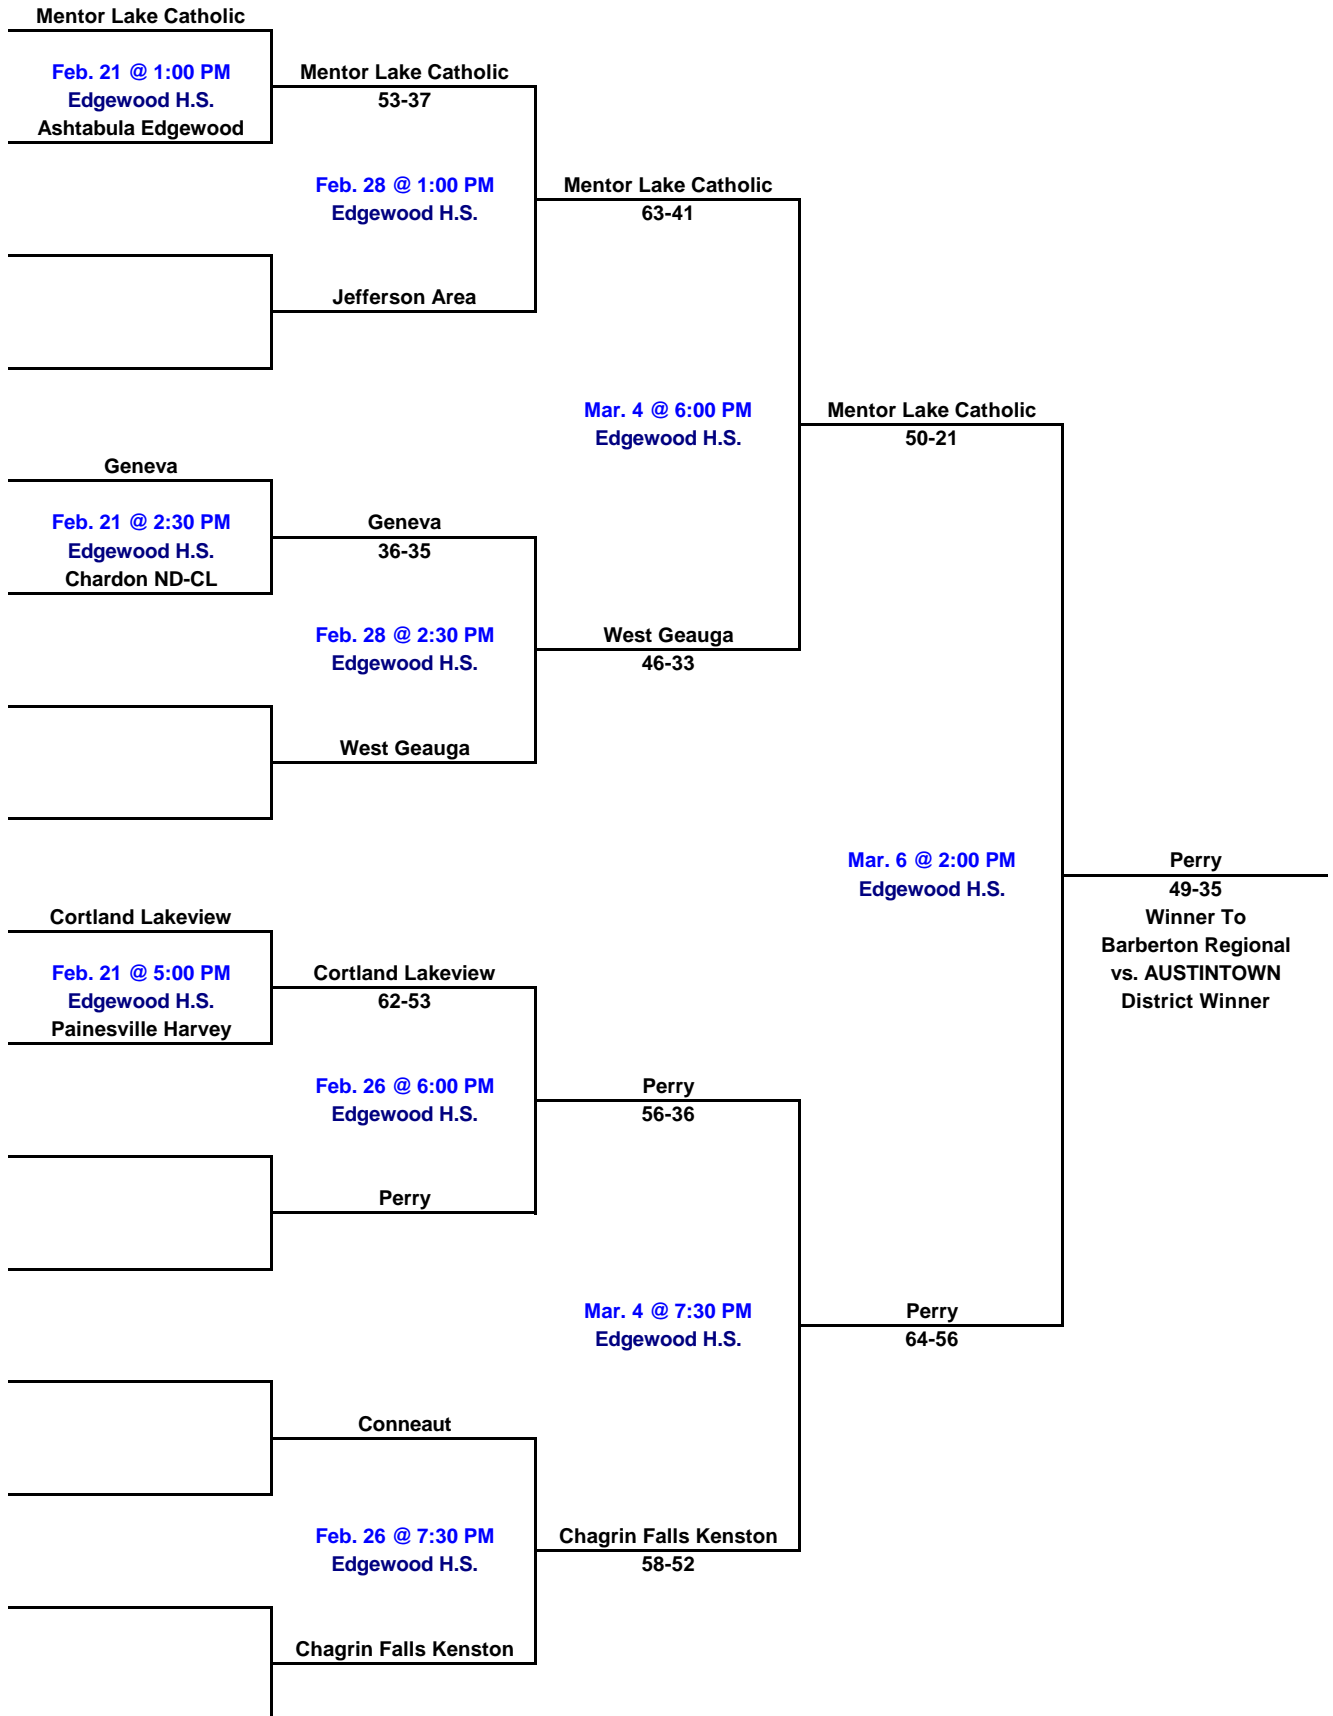 Mentor Lake Catholic
Feb. 21 @ 1:00 PM
Edgewood H.S.
Ashtabula Edgewood
Mentor Lake Catholic
53-37
Feb. 28 @ 1:00 PM
Edgewood H.S.
Jefferson Area
Mentor Lake Catholic
63-41
Geneva
Feb. 21 @ 2:30 PM
Edgewood H.S.
Chardon ND-CL
Geneva
36-35
Feb. 28 @ 2:30 PM
Edgewood H.S.
West Geauga
West Geauga
46-33
Mar. 4 @ 6:00 PM
Edgewood H.S.
Mentor Lake Catholic
50-21
Cortland Lakeview
Feb. 21 @ 5:00 PM
Edgewood H.S.
Painesville Harvey
Cortland Lakeview
62-53
Feb. 26 @ 6:00 PM
Edgewood H.S.
Perry
Perry
56-36
Conneaut
Feb. 26 @ 7:30 PM
Edgewood H.S.
Chagrin Falls Kenston
Chagrin Falls Kenston
58-52
Mar. 4 @ 7:30 PM
Edgewood H.S.
Perry
64-56
Mar. 6 @ 2:00 PM
Edgewood H.S.
Perry
49-35
Winner To
Barberton Regional
vs. AUSTINTOWN
District Winner